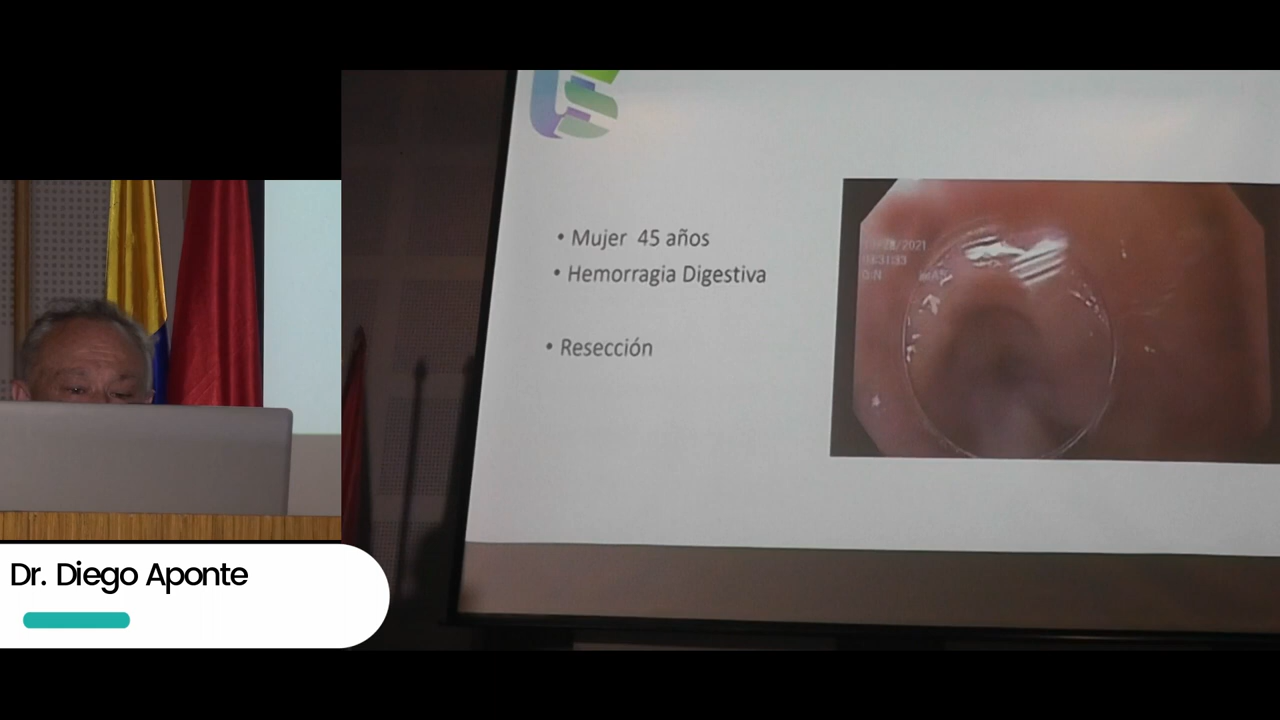 • Mujer 45 años
• Hemorragia Digestiva
• Resección
Dr. Diego Aponte